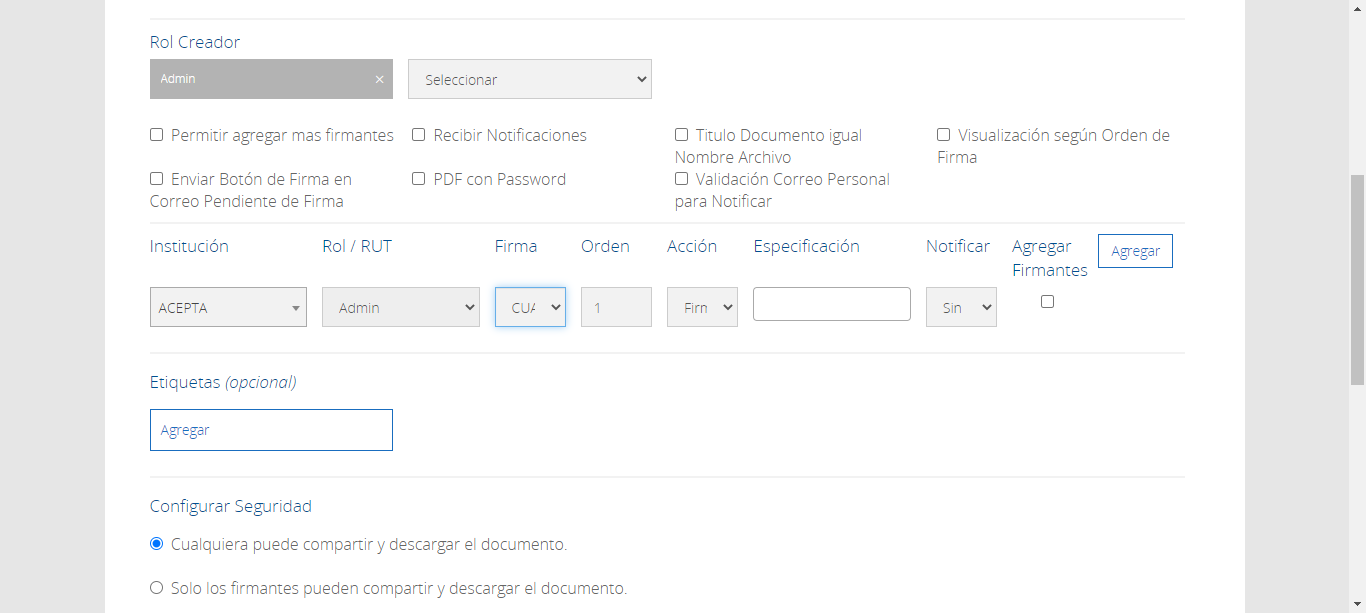 Rol Creador
Admin ×
Seleccionar
Permitir agregar mas firmantes
Recibir Notificaciones
Titulo Documento igual
Nombre Archivo
Visualización según Orden de
Firma
Enviar Botón de Firma en
Correo Pendiente de Firma
PDF con Password
Validación Correo Personal
para Notificar
Institución Rol / RUT Firma Orden Acción Especificación Notificar Agregar
Firmantes
Agregar
ACEPTA Admin CUA 1 Firm Sin
Etiquetas (opcional)
Agregar
Configurar Seguridad
Cualquiera puede compartir y descargar el documento.
Solo los firmantes pueden compartir y descargar el documento.